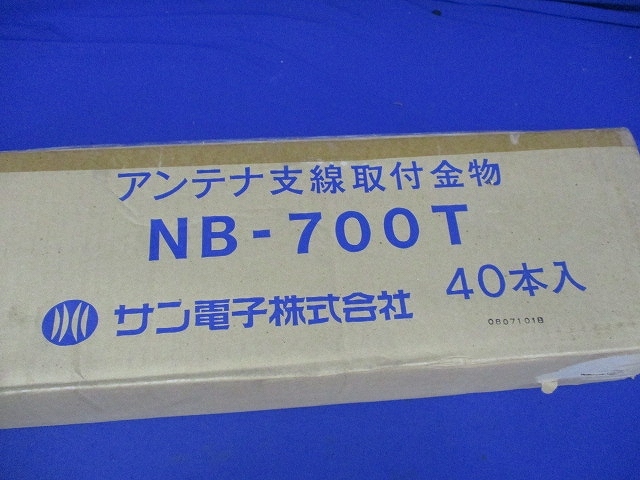 アンテナ支線取付金物
NB-700T
40本入
サン電子株式会社
0807101B